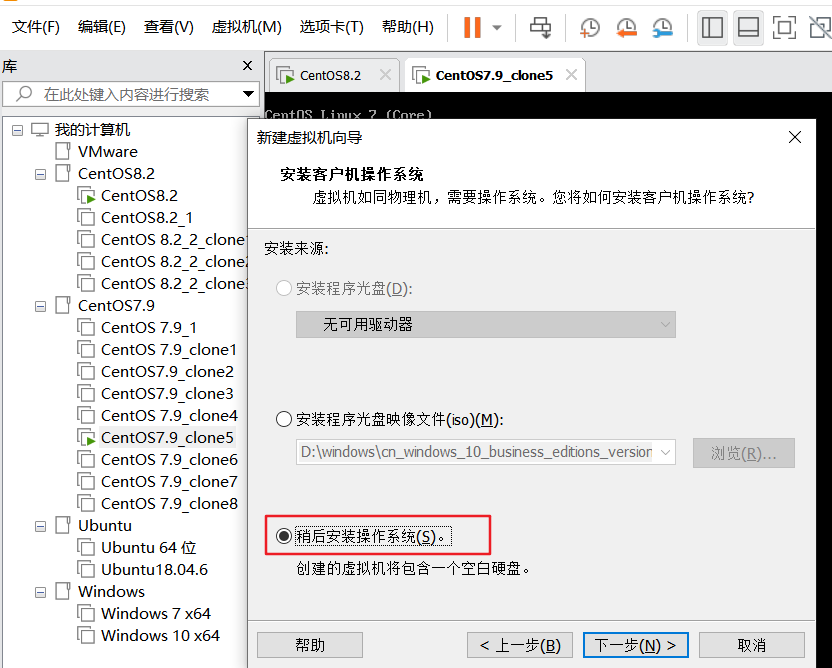 文件(F) 编辑(E) 查看(V) 虚拟机(M) 选项卡(T) 帮助(H)
库
在此处键入内容进行搜索
CentOS8.2
CentOS7.9_clone5
CentOS Linux 7 (Core)
我的计算机
VMware
CentOS8.2
CentOS8.2
CentOS8.2_1
CentOS 8.2_2_clone
CentOS 8.2_2_clone
CentOS 8.2_2_clone
CentOS7.9
CentOS 7.9_1
CentOS 7.9_clone1
CentOS7.9_clone2
CentOS7.9_clone3
CentOS 7.9_clone4
CentOS7.9_clone5
CentOS 7.9_clone6
CentOS 7.9_clone7
CentOS 7.9_clone8
Ubuntu
Ubuntu 64 位
Ubuntu18.04.6
Windows
Windows 7 x64
Windows 10 x64
新建虚拟机向导
安装客户机操作系统
虚拟机如同物理机，需要操作系统。您将如何安装客户机操作系统?
安装来源:
安装程序光盘(D):
无可用驱动器
安装程序光盘映像文件(iso)(M):
D:\windows\cn_windows_10_business_editions_version
浏览(R)...
稍后安装操作系统(S)。
创建的虚拟机将包含一个空白硬盘。
帮助
< 上一步(B)
下一步(N) >
取消